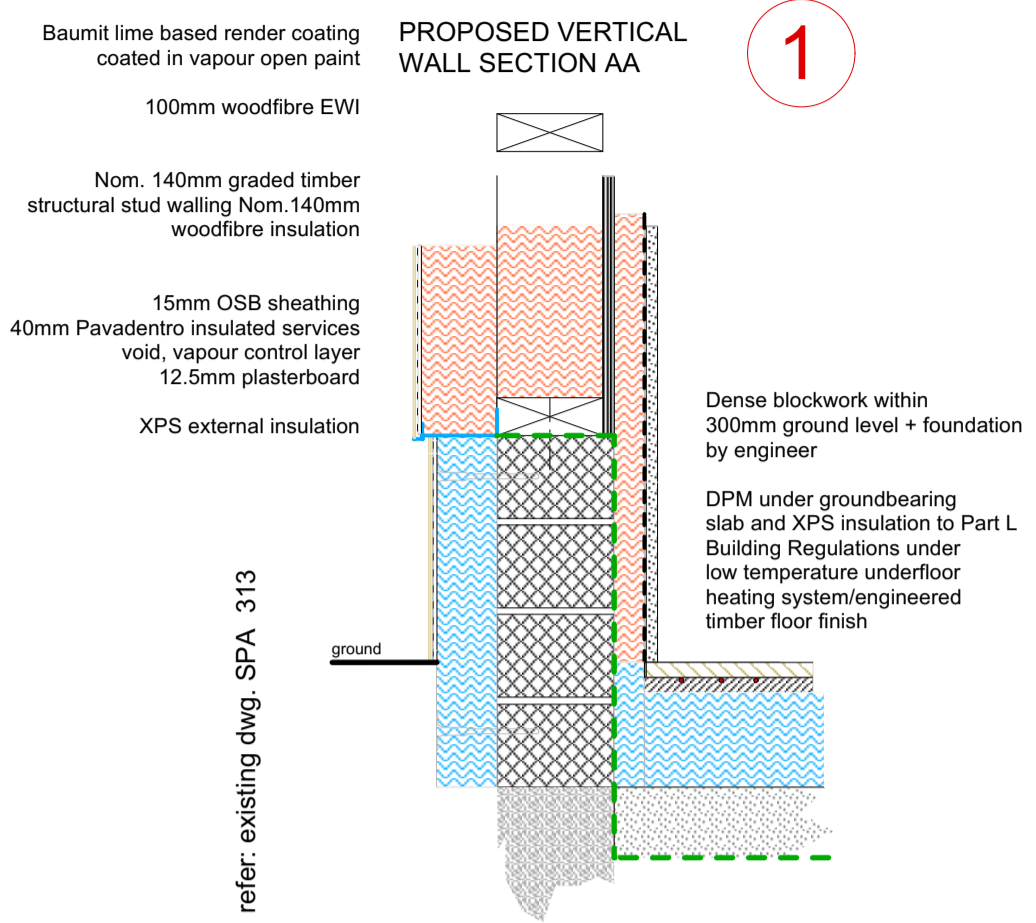 Baumit lime based render coating
coated in vapour open paint
PROPOSED VERTICAL
WALL SECTION AA
1
100mm woodfibre EWI
Nom. 140mm graded timber
structural stud walling Nom.140mm
woodfibre insulation
15mm OSB sheathing
40mm Pavadentro insulated services
void, vapour control layer
12.5mm plasterboard
XPS external insulation
Dense blockwork within
300mm ground level + foundation
by engineer
DPM under groundbearing
slab and XPS insulation to Part L
Building Regulations under
low temperature underfloor
heating system/engineered
timber floor finish
ground
refer: existing dwg. SPA 313